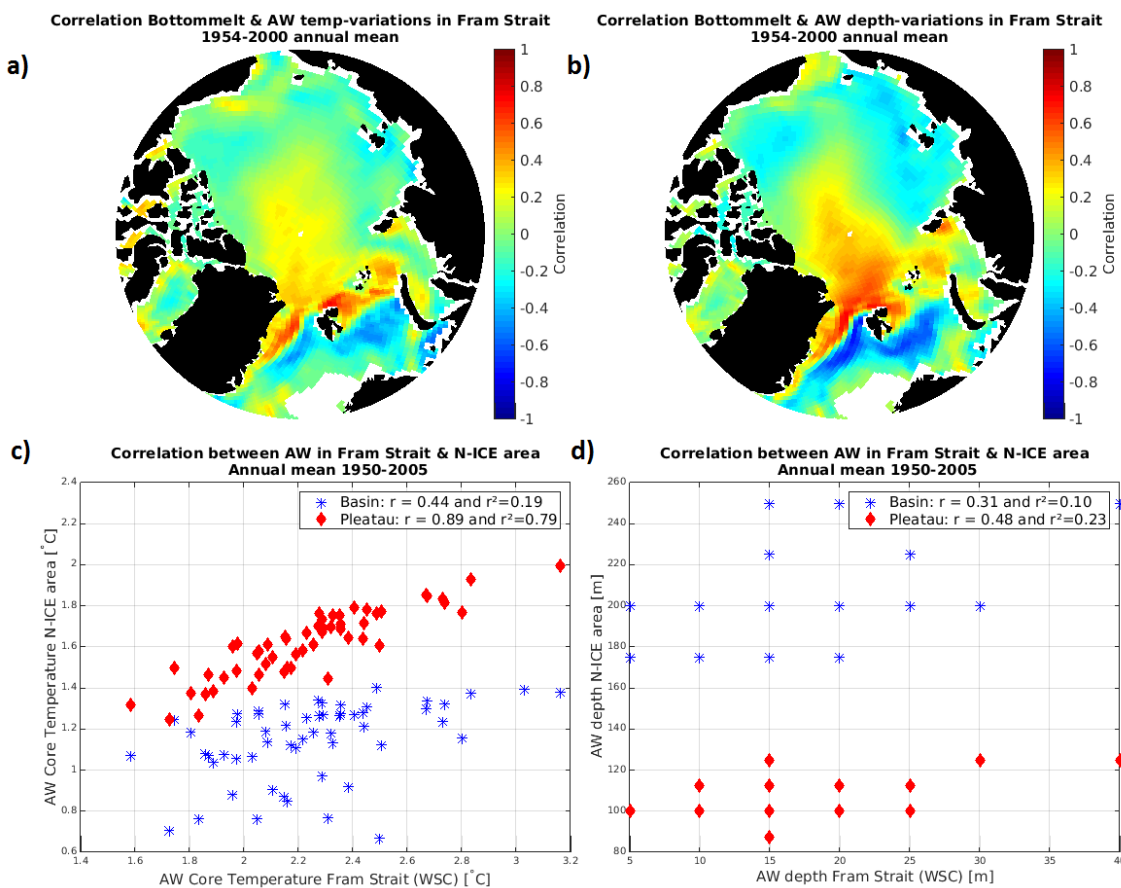 Correlation Bottommelt & AW temp-variations in Fram Strait
1954-2000 annual mean
a)
1
0.8
0.6
0.4
0.2
0
-0.2
-0.4
-0.6
-0.8
-1
Correlation
Correlation Bottommelt & AW depth-variations in Fram Strait
1954-2000 annual mean
b)
1
0.8
0.6
0.4
0.2
0
-0.2
-0.4
-0.6
-0.8
-1
Correlation
c)
Correlation between AW in Fram Strait & N-ICE area
Annual mean 1950-2005
Basin: r = 0.44 and r²=0.19
Pleatau: r = 0.89 and r²=0.79
AW Core Temperature N-ICE area [˚C]
2.4
2.2
2
1.8
1.6
1.4
1.2
1
0.8
0.6
1.4 1.6 1.8 2 2.2 2.4 2.6 2.8 3 3.2
AW Core Temperature Fram Strait (WSC) [˚C]
d)
Correlation between AW in Fram Strait & N-ICE area
Annual mean 1950-2005
Basin: r = 0.31 and r²=0.10
Pleatau: r = 0.48 and r²=0.23
AW depth N-ICE area [m]
260
240
220
200
180
160
140
120
100
80
5 10 15 20 25 30 35 40
AW depth Fram Strait (WSC) [m]